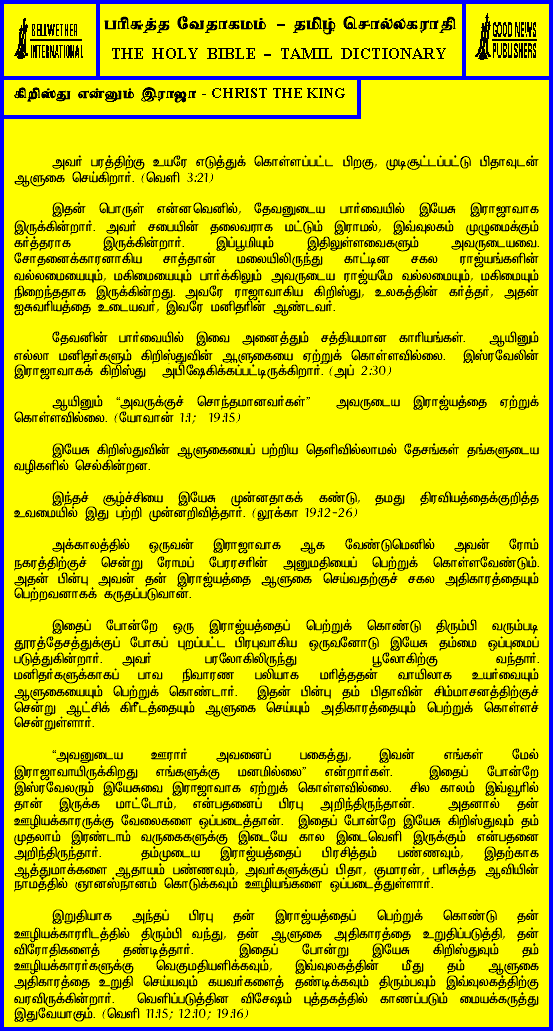 BELLWETHER
INTERNATIONAL
பரிசுத்த வேதாகமம் – தமிழ் சொல்லகராதி
THE HOLY BIBLE – TAMIL DICTIONARY
GOOD NEWS
PUBLISHERS
கிறிஸ்து என்னும் இராஜா - CHRIST THE KING
அவர் பரத்திற்கு உயரே எடுத்துக் கொள்ளப்பட்ட பிறகு, முடிசூட்டப்பட்டு பிதாவுடன்
ஆளுகை செய்கிறார். (வெளி 3:21)
இதன் பொருள் என்னவெனில், தேவனுடைய பார்வையில் இயேசு இராஜாவாக
இருக்கின்றார். அவர் சபையின் தலைவராக மட்டும் இராமல், இவ்வுலகம் முழுமைக்கும்
கர்த்தராக இருக்கின்றார். இப்பூமியும் இதிலுள்ளவைகளும் அவருடையவை.
சோதனைக்காரனாகிய சாத்தான் மலையிலிருந்து காட்டின சகல ராஜ்யங்களின்
வல்லமையையும், மகிமையையும் பார்க்கிலும் அவருடைய ராஜ்யமே வல்லமையும், மகிமையும்
நிறைந்ததாக இருக்கின்றது. அவரே ராஜாவாகிய கிறிஸ்து, உலகத்தின் கர்த்தர், அதன்
ஐசுவரியத்தை உடையவர், இவரே மனிதரின் ஆண்டவர்.
தேவனின் பார்வையில் இவை அனைத்தும் சத்தியமான காரியங்கள். ஆயினும்
எல்லா மனிதர்களும் கிறிஸ்துவின் ஆளுகையை ஏற்றுக் கொள்ளவில்லை. இஸ்ரவேலின்
இராஜாவாகக் கிறிஸ்து அபிஷேகிக்கப்பட்டிருக்கிறார். (அப் 2:30)
ஆயினும் “அவருக்குச் சொந்தமானவர்கள்” அவருடைய இராஜ்யத்தை ஏற்றுக்
கொள்ளவில்லை. (யோவான் 1:1; 19:15)
இயேசு கிறிஸ்துவின் ஆளுகையைப் பற்றிய தெளிவில்லாமல் தேசங்கள் தங்களுடைய
வழிகளில் செல்கின்றன.
இந்தச் சூழ்ச்சியை இயேசு முன்னதாகக் கண்டு, தமது திரவியத்தைக்குறித்த
உவமையில் இது பற்றி முன்னறிவித்தார். (லூக்கா 19:12-26)
அக்காலத்தில் ஒருவன் இராஜாவாக ஆக வேண்டுமெனில் அவன் ரோம்
நகரத்திற்குச் சென்று ரோமப் பேரரசரின் அனுமதியைப் பெற்றுக் கொள்ளவேண்டும்.
அதன் பின்பு அவன் தன் இராஜ்யத்தை ஆளுகை செய்வதற்குச் சகல அதிகாரத்தையும்
பெற்றவனாகக் கருதப்படுவான்.
இதைப் போன்றே ஒரு இராஜ்யத்தைப் பெற்றுக் கொண்டு திரும்பி வரும்படி
தூரத்தேசத்துக்குப் போகப் புறப்பட்ட பிரபுவாகிய ஒருவனோடு இயேசு தம்மை ஒப்புமைப்
படுத்துகின்றார். அவர் பரலோகிலிருந்து பூலோகிற்கு வந்தார்.
மனிதர்களுக்காகப் பாவ நிவாரண பலியாக மரித்ததன் வாயிலாக உயர்வையும்
ஆளுகையையும் பெற்றுக் கொண்டார். இதன் பின்பு தம் பிதாவின் சிம்மாசனத்திற்குச்
சென்று ஆட்சிக் கிரீடத்தையும் ஆளுகை செய்யும் அதிகாரத்தையும் பெற்றுக் கொள்ளச்
சென்றுள்ளார்.
“அவனுடைய ஊரார் அவனைப் பகைத்து, இவன் எங்கள் மேல்
இராஜாவாயிருக்கிறது எங்களுக்கு மனமில்லை” என்றார்கள். இதைப் போன்றே
இஸ்ரவேலரும் இயேசுவை இராஜாவாக ஏற்றுக் கொள்ளவில்லை. சில காலம் இவ்வூரில்
தான் இருக்க மாட்டோம், என்பதனைப் பிரபு அறிந்திருந்தான். அதனால் தன்
ஊழியக்காரருக்கு வேலைகளை ஒப்படைத்தான். இதைப் போன்றே இயேசு கிறிஸ்துவும் தம்
முதலாம் இரண்டாம் வருகைகளுக்கு இடையே கால இடைவெளி இருக்கும் என்பதனை
அறிந்திருந்தார். தம்முடைய இராஜ்யத்தைப் பிரசித்தம் பண்ணவும், இதற்காக
ஆத்துமாக்களை ஆதாயம் பண்ணவும், அவர்களுக்குப் பிதா, குமாரன், பரிசுத்த ஆவியின்
நாமத்தில் ஞானஸ்நானம் கொடுக்கவும் ஊழியங்களை ஒப்படைத்துள்ளார்.
இறுதியாக அந்தப் பிரபு தன் இராஜ்யத்தைப் பெற்றுக் கொண்டு தன்
ஊழியக்காரரிடத்தில் திரும்பி வந்து, தன் ஆளுகை அதிகாரத்தை உறுதிப்படுத்தி, தன்
விரோதிகளைத் தண்டித்தார். இதைப் போன்று இயேசு கிறிஸ்துவும் தம்
ஊழியக்காரர்களுக்கு வெகுமதியளிக்கவும், இவ்வுலகத்தின் மீது தம் ஆளுகை
அதிகாரத்தை உறுதி செய்யவும் கயவர்களைத் தண்டிக்கவும் திரும்பவும் இவ்வுலகத்திற்கு
வரவிருக்கின்றார். வெளிப்படுத்தின விசேஷம் புத்தகத்தில் காணப்படும் மையக்கருத்து
இதுவேயாகும். (வெளி 11:15; 12:10; 19:16)